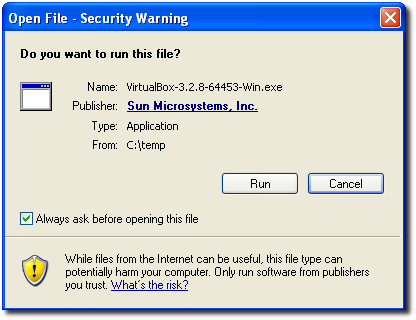 Open File - Security Warning
Do you want to run this file?
Name: VirtualBox-3.2.8-64453-Win.exe
Publisher: Sun Microsystems, Inc.
Type: Application
From: C:\temp
Run Cancel
Always ask before opening this file
While files from the Internet can be useful, this file type can
potentially harm your computer. Only run software from publishers
you trust. What's the risk?